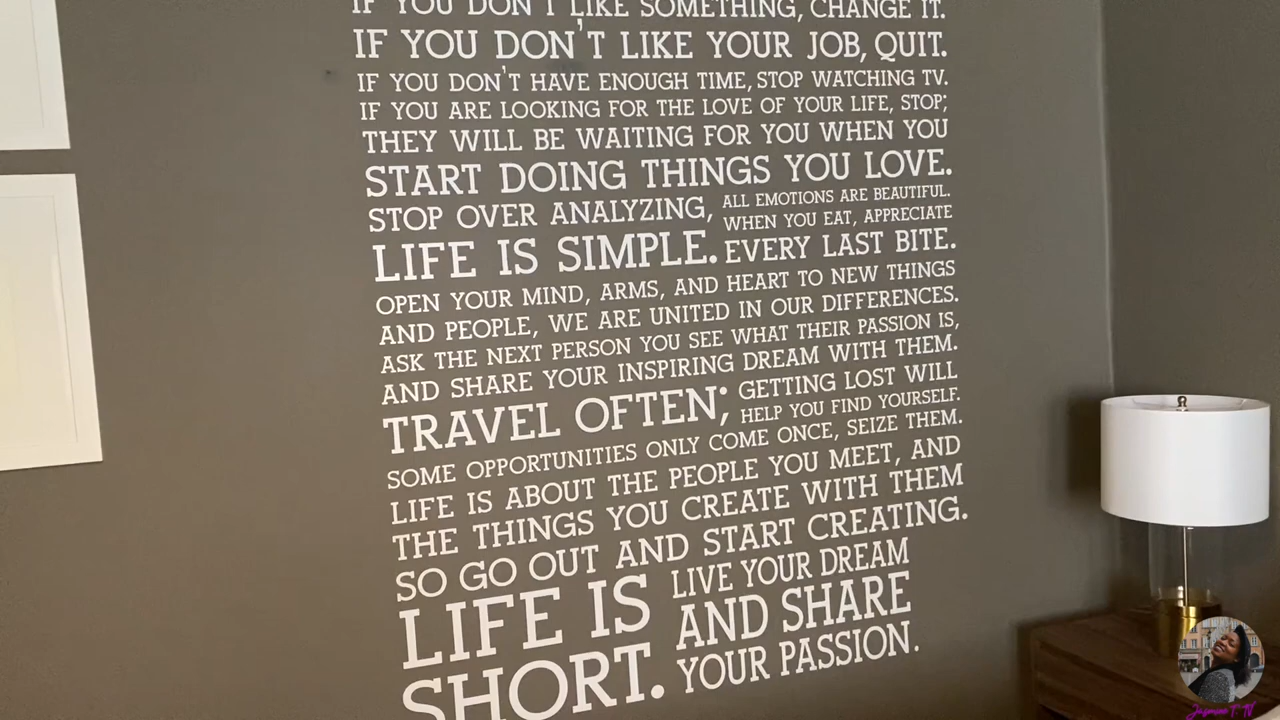 IF YOU DON'T LIKE SOMETHING, CHANGE IT.
IF YOU DON'T LIKE YOUR JOB, QUIT.
IF YOU DON'T HAVE ENOUGH TIME, STOP WATCHING TV.
IF YOU ARE LOOKING FOR THE LOVE OF YOUR LIFE, STOP;
THEY WILL BE WAITING FOR YOU WHEN YOU
START DOING THINGS YOU LOVE.
STOP OVER ANALYZING,
LIFE IS SIMPLE.
ALL EMOTIONS ARE BEAUTIFUL.
WHEN YOU EAT, APPRECIATE
EVERY LAST BITE.
OPEN YOUR MIND, ARMS, AND HEART TO NEW THINGS
AND PEOPLE, WE ARE UNITED IN OUR DIFFERENCES.
ASK THE NEXT PERSON YOU SEE WHAT THEIR PASSION IS,
AND SHARE YOUR INSPIRING DREAM WITH THEM.
TRAVEL OFTEN;
GETTING LOST WILL
HELP YOU FIND YOURSELF.
SOME OPPORTUNITIES ONLY COME ONCE, SEIZE THEM.
LIFE IS ABOUT THE PEOPLE YOU MEET, AND
THE THINGS YOU CREATE WITH THEM
SO GO OUT AND START CREATING.
LIFE IS
SHORT.
LIVE YOUR DREAM
AND SHARE
YOUR PASSION.
Jasmine T. TV